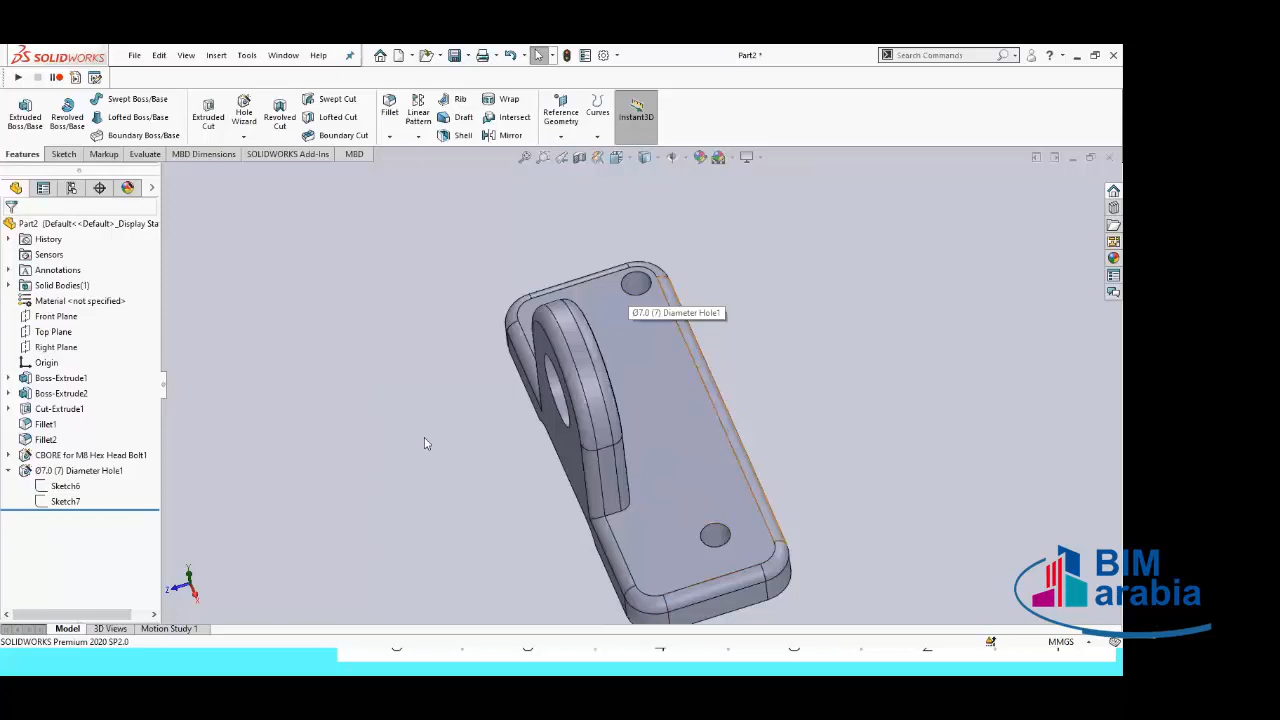 SOLIDWORKS
File
Edit
View
Insert
Tools
Window
Help
Part2 *
Search Commands
Extruded Boss/Base
Revolved Boss/Base
Swept Boss/Base
Lofted Boss/Base
Boundary Boss/Base
Extruded Cut
Hole Wizard
Revolved Cut
Swept Cut
Lofted Cut
Boundary Cut
Fillet
Linear Pattern
Rib
Draft
Shell
Wrap
Intersect
Mirror
Reference Geometry
Curves
Instant3D
Features
Sketch
Markup
Evaluate
MBD Dimensions
SOLIDWORKS Add-Ins
MBD
Part2 (Default<<Default>_Display Sta
History
Sensors
Annotations
Solid Bodies(1)
Material <not specified>
Front Plane
Top Plane
Right Plane
Origin
Boss-Extrude1
Boss-Extrude2
Cut-Extrude1
Fillet1
Fillet2
CBORE for M8 Hex Head Bolt1
Ø7.0 (7) Diameter Hole1
Sketch6
Sketch7
Ø7.0 (7) Diameter Hole1
Y
Z
X
Model
3D Views
Motion Study 1
SOLIDWORKS Premium 2020 SP2.0
MMGS
BIM
arabia